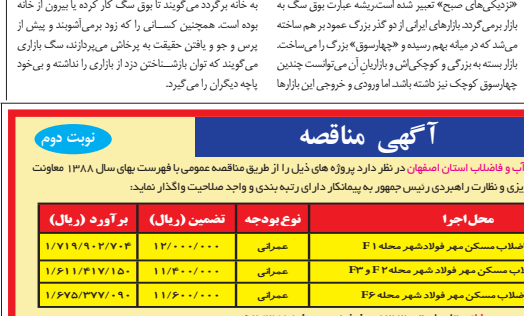 به خانه برگردد می‌گویند تا بوق سگ کار کرده یا بیرون از خانه
بوده است. همچنین کســانی را که زود برمی‌آشوبند و پیش از
پرس و جو و یافتن حقیقت به پرخاش می‌پردازند، سگ بازاری
می‌گویند که توان بازشــناختن دزد از بازاری را نداشته و بی‌خود
پاچه دیگران را می‌گیرد.
«نزدیکی‌های صبح» تعبیر شده است.ریشه عبارت بوق سگ به
بازار برمی‌گردد. بازارهای ایرانی از دو گذر بزرگ عمود بر هم ساخته
می‌شد که در میانه بهم رسیده و «چهارسوق» بزرگ را می‌ساخت.
بازار بسته به بزرگی و کوچکی‌اش و بازاریان آن می‌توانست چندین
چهارسوق کوچک نیز داشته باشد. اما ورودی و خروجی این بازارها
آگهی مناقصه
نوبت دوم
آب و فاضلاب استان اصفهان در نظر دارد پروژه های ذیل را از طریق مناقصه عمومی با فهرست بهای سال ۱۳۸۸ معاونت
یزی و نظارت راهبردی رئیس جمهور به پیمانکار دارای رتبه بندی و واجد صلاحیت واگذار نماید:
محل اجرا نوع بودجه تضمین (ریال) برآورد (ریال)
ضلاب مسکن مهر فولادشهر محله F۱ عمرانی ۱۲/۰۰۰/۰۰۰ ۱/۷۱۹/۹۰۲/۷۰۴
لاب مسکن مهر فولاد شهر محله F۲ و F۳ عمرانی ۱۱/۴۰۰/۰۰۰ ۱/۶۱۱/۴۱۷/۱۵۰
ضلاب مسکن مهر فولاد شهر محله F۶ عمرانی ۱۱/۶۰۰/۰۰۰ ۱/۶۷۵/۳۷۷/۰۹۰